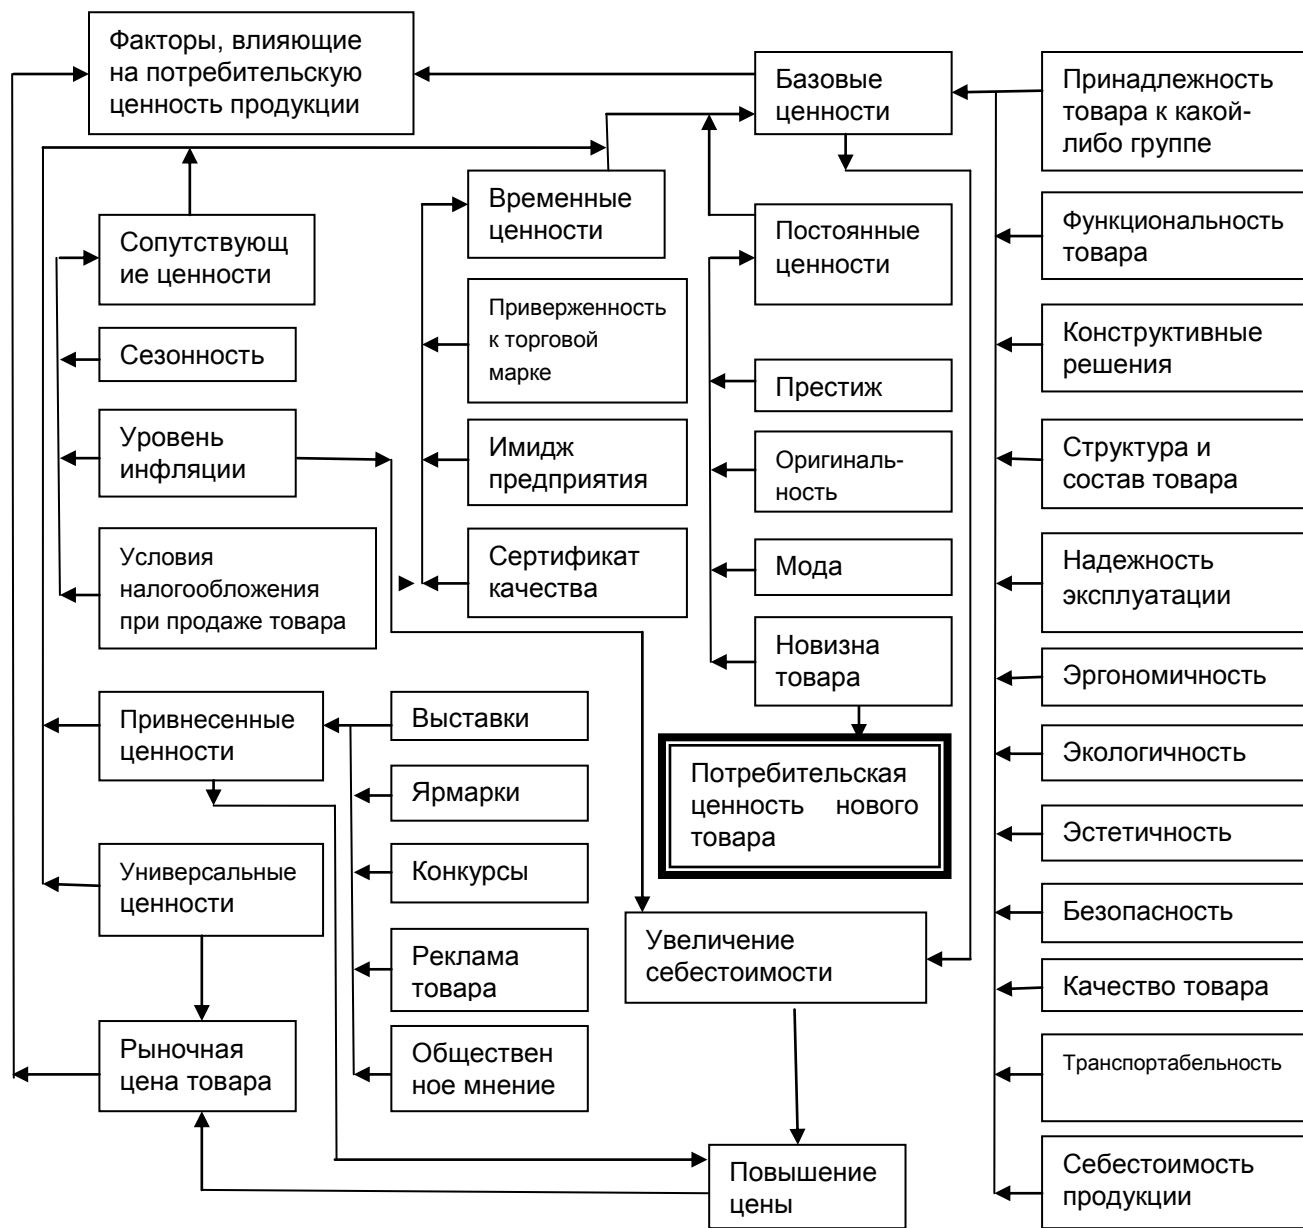 Факторы, влияющие
на потребительскую
ценность продукции
Базовые
ценности
Принадлежность
товара к какой-
либо группе
Временные
ценности
Постоянные
ценности
Функциональность
товара
Сопутствующ
ие ценности
Приверженность
к торговой
марке
Конструктивные
решения
Сезонность
Престиж
Уровень
инфляции
Имидж
предприятия
Оригиналь-
ность
Структура и
состав товара
Условия
налогообложения
при продаже товара
Сертификат
качества
Мода
Надежность
эксплуатации
Новизна
товара
Эргономичность
Привнесенные
ценности
Выставки
Экологичность
Потребительская
ценность нового
товара
Ярмарки
Эстетичность
Универсальные
ценности
Конкурсы
Безопасность
Увеличение
себестоимости
Реклама
товара
Качество товара
Рыночная
цена товара
Обществен
ное мнение
Транспортабельность
Повышение
цены
Себестоимость
продукции